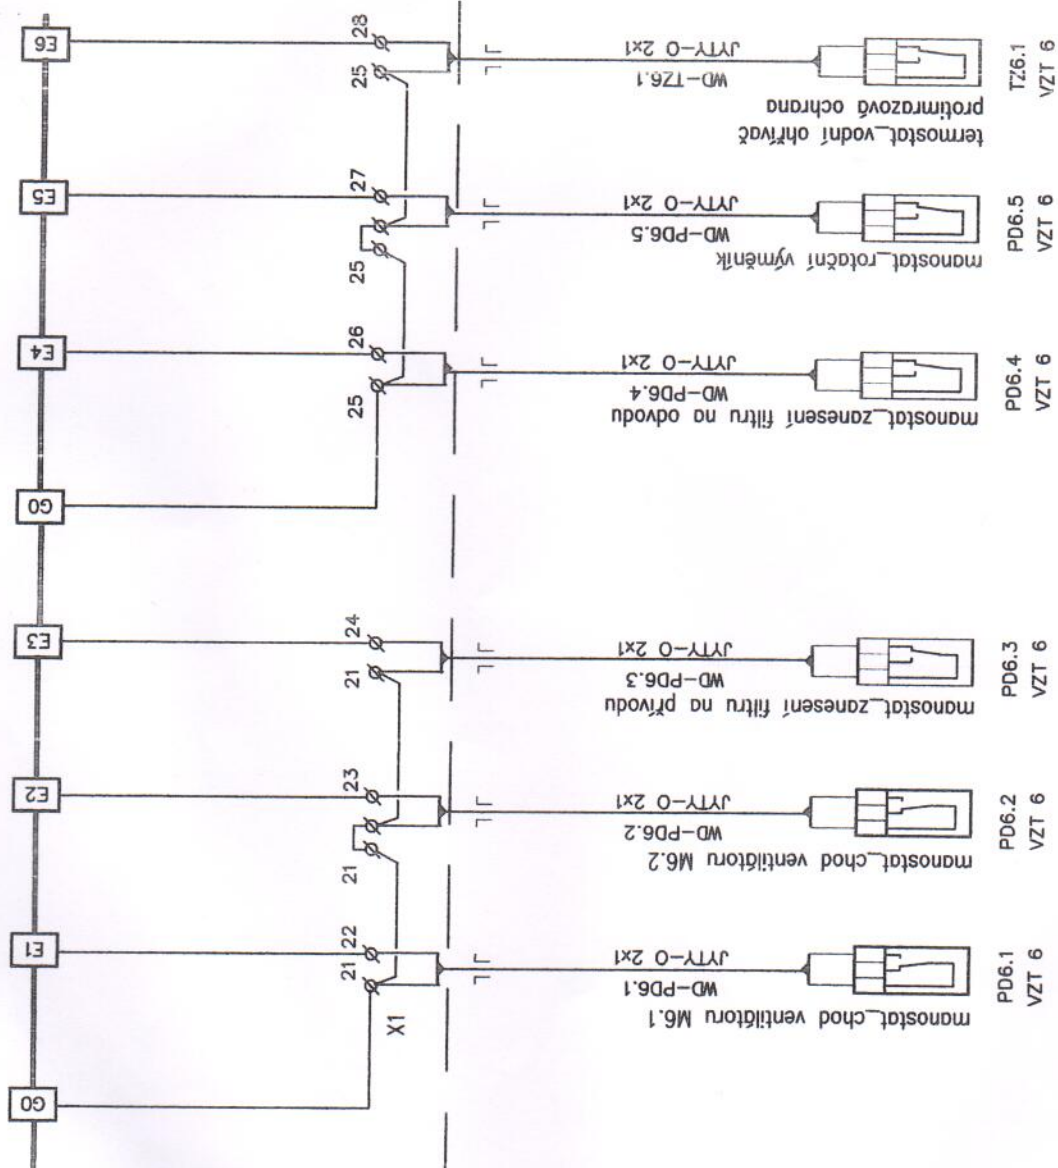 E6
28
25
JYTY-O 2x1
WD-TZ6.1
protimrazová ochrana
termostat_vodní ohřívač
TZ6.1
VZT 6
E5
27
25
JYTY-O 2x1
WD-PD6.5
manostat_rotační výměník
PD6.5
VZT 6
E4
26
25
JYTY-O 2x1
WD-PD6.4
manostat_zanesení filtru na odvodu
PD6.4
VZT 6
G0
E3
24
21
JYTY-O 2x1
WD-PD6.3
manostat_zanesení filtru na přívodu
PD6.3
VZT 6
E2
23
21
JYTY-O 2x1
WD-PD6.2
manostat_chod ventilátoru M6.2
PD6.2
VZT 6
E1
22
21
X1
JYTY-O 2x1
WD-PD6.1
manostat_chod ventilátoru M6.1
PD6.1
VZT 6
G0